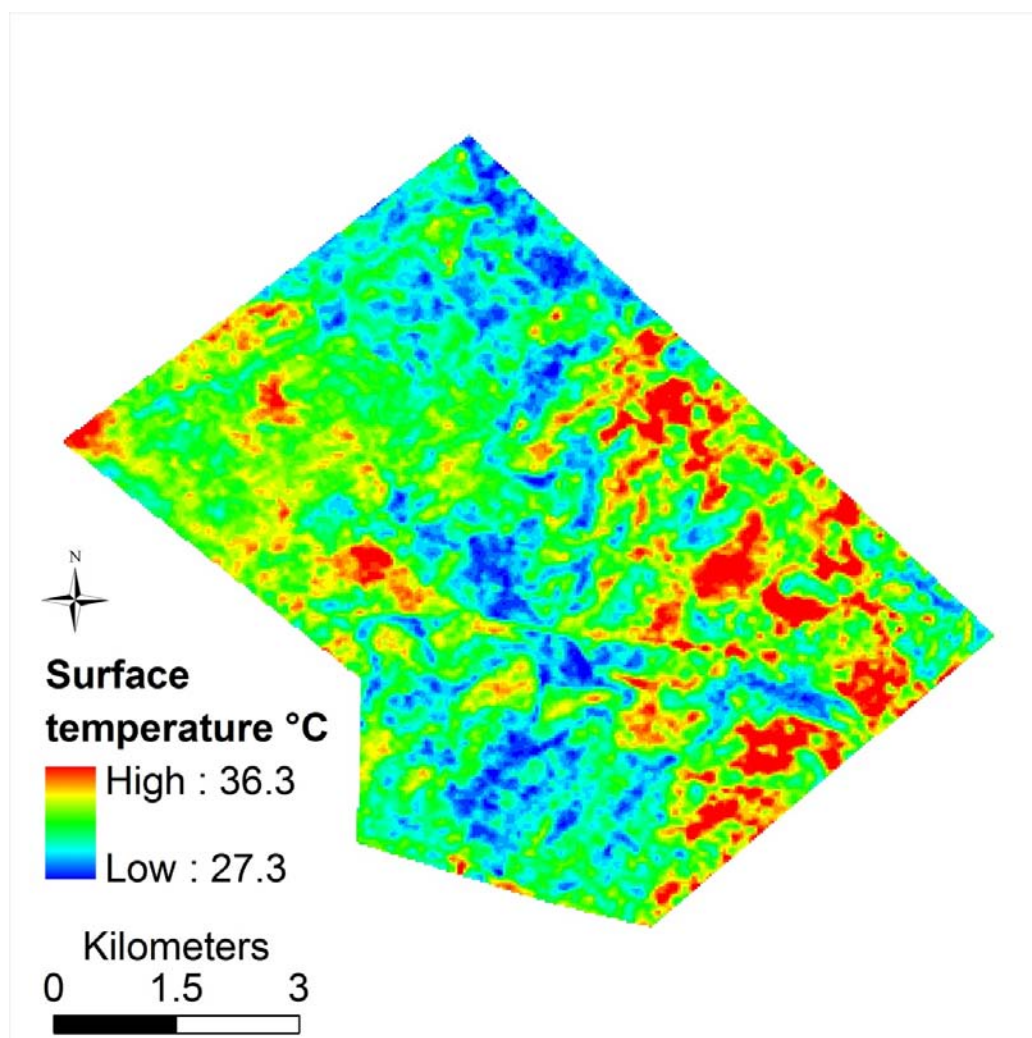 N
Surface
temperature °C
High : 36.3
Low : 27.3
Kilometers
0 1.5 3